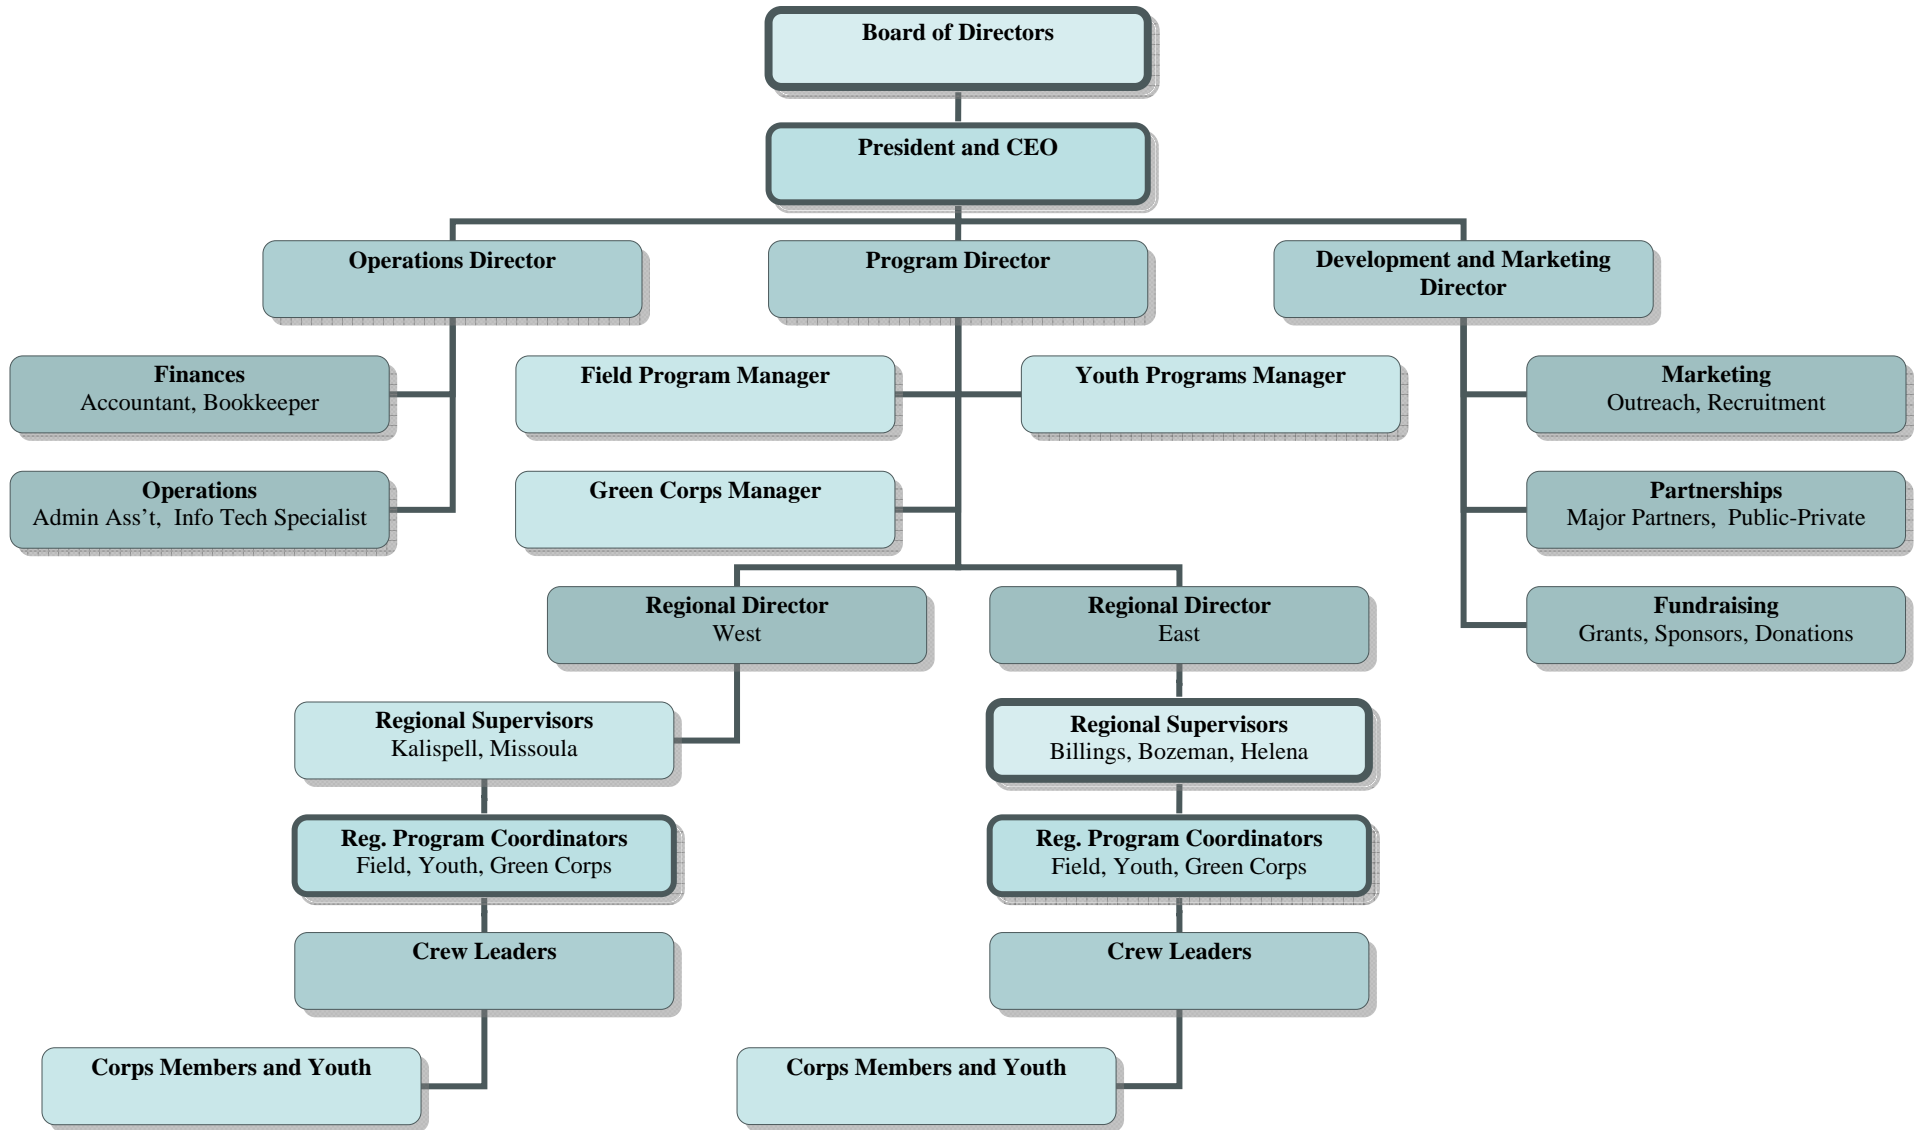 Board of Directors
President and CEO
Operations Director
Program Director
Development and Marketing
Director
Finances
Accountant, Bookkeeper
Field Program Manager
Youth Programs Manager
Marketing
Outreach, Recruitment
Operations
Admin Ass’t,  Info Tech Specialist
Green Corps Manager
Partnerships
Major Partners,  Public-Private
Regional Director
West
Regional Director
East
Fundraising
Grants, Sponsors, Donations
Regional Supervisors
Kalispell, Missoula
Regional Supervisors
Billings, Bozeman, Helena
Reg. Program Coordinators
Field, Youth, Green Corps
Reg. Program Coordinators
Field, Youth, Green Corps
Crew Leaders
Crew Leaders
Corps Members and Youth
Corps Members and Youth